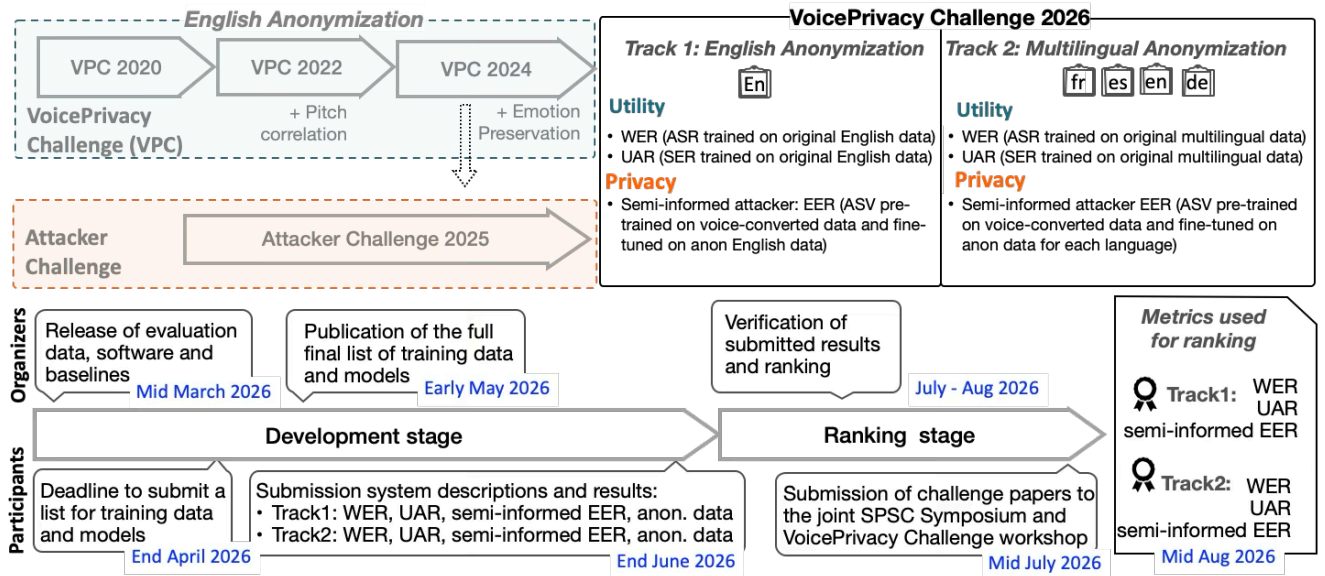 English Anonymization
VPC 2020
VPC 2022
VPC 2024
VoicePrivacy
Challenge (VPC)
+ Pitch
correlation
+ Emotion
Preservation
Attacker
Challenge
Attacker Challenge 2025
VoicePrivacy Challenge 2026
Track 1: English Anonymization
En
Utility
• WER (ASR trained on original English data)
• UAR (SER trained on original English data)
Privacy
• Semi-informed attacker: EER (ASV pre-
trained on voice-converted data and fine-
tuned on anon English data)
Track 2: Multilingual Anonymization
fr es en de
Utility
• WER (ASR trained on original multilingual data)
• UAR (SER trained on original multilingual data)
Privacy
• Semi-informed attacker EER (ASV pre-trained
on voice-converted data and fine-tuned on
anon data for each language)
Organizers
Release of evaluation
data, software and
baselines
Mid March 2026
Publication of the full
final list of training data
and models
Early May 2026
Verification of
submitted results
and ranking
July - Aug 2026
Development stage
Ranking stage
Participants
Deadline to submit a
list for training data
and models
End April 2026
Submission system descriptions and results:
• Track1: WER, UAR, semi-informed EER, anon. data
• Track2: WER, UAR, semi-informed EER, anon. data
End June 2026
Submission of challenge papers to
the joint SPSC Symposium and
VoicePrivacy Challenge workshop
Mid July 2026
Metrics used
for ranking
Track1: WER
UAR
semi-informed EER
Track2: WER
UAR
semi-informed EER
Mid Aug 2026